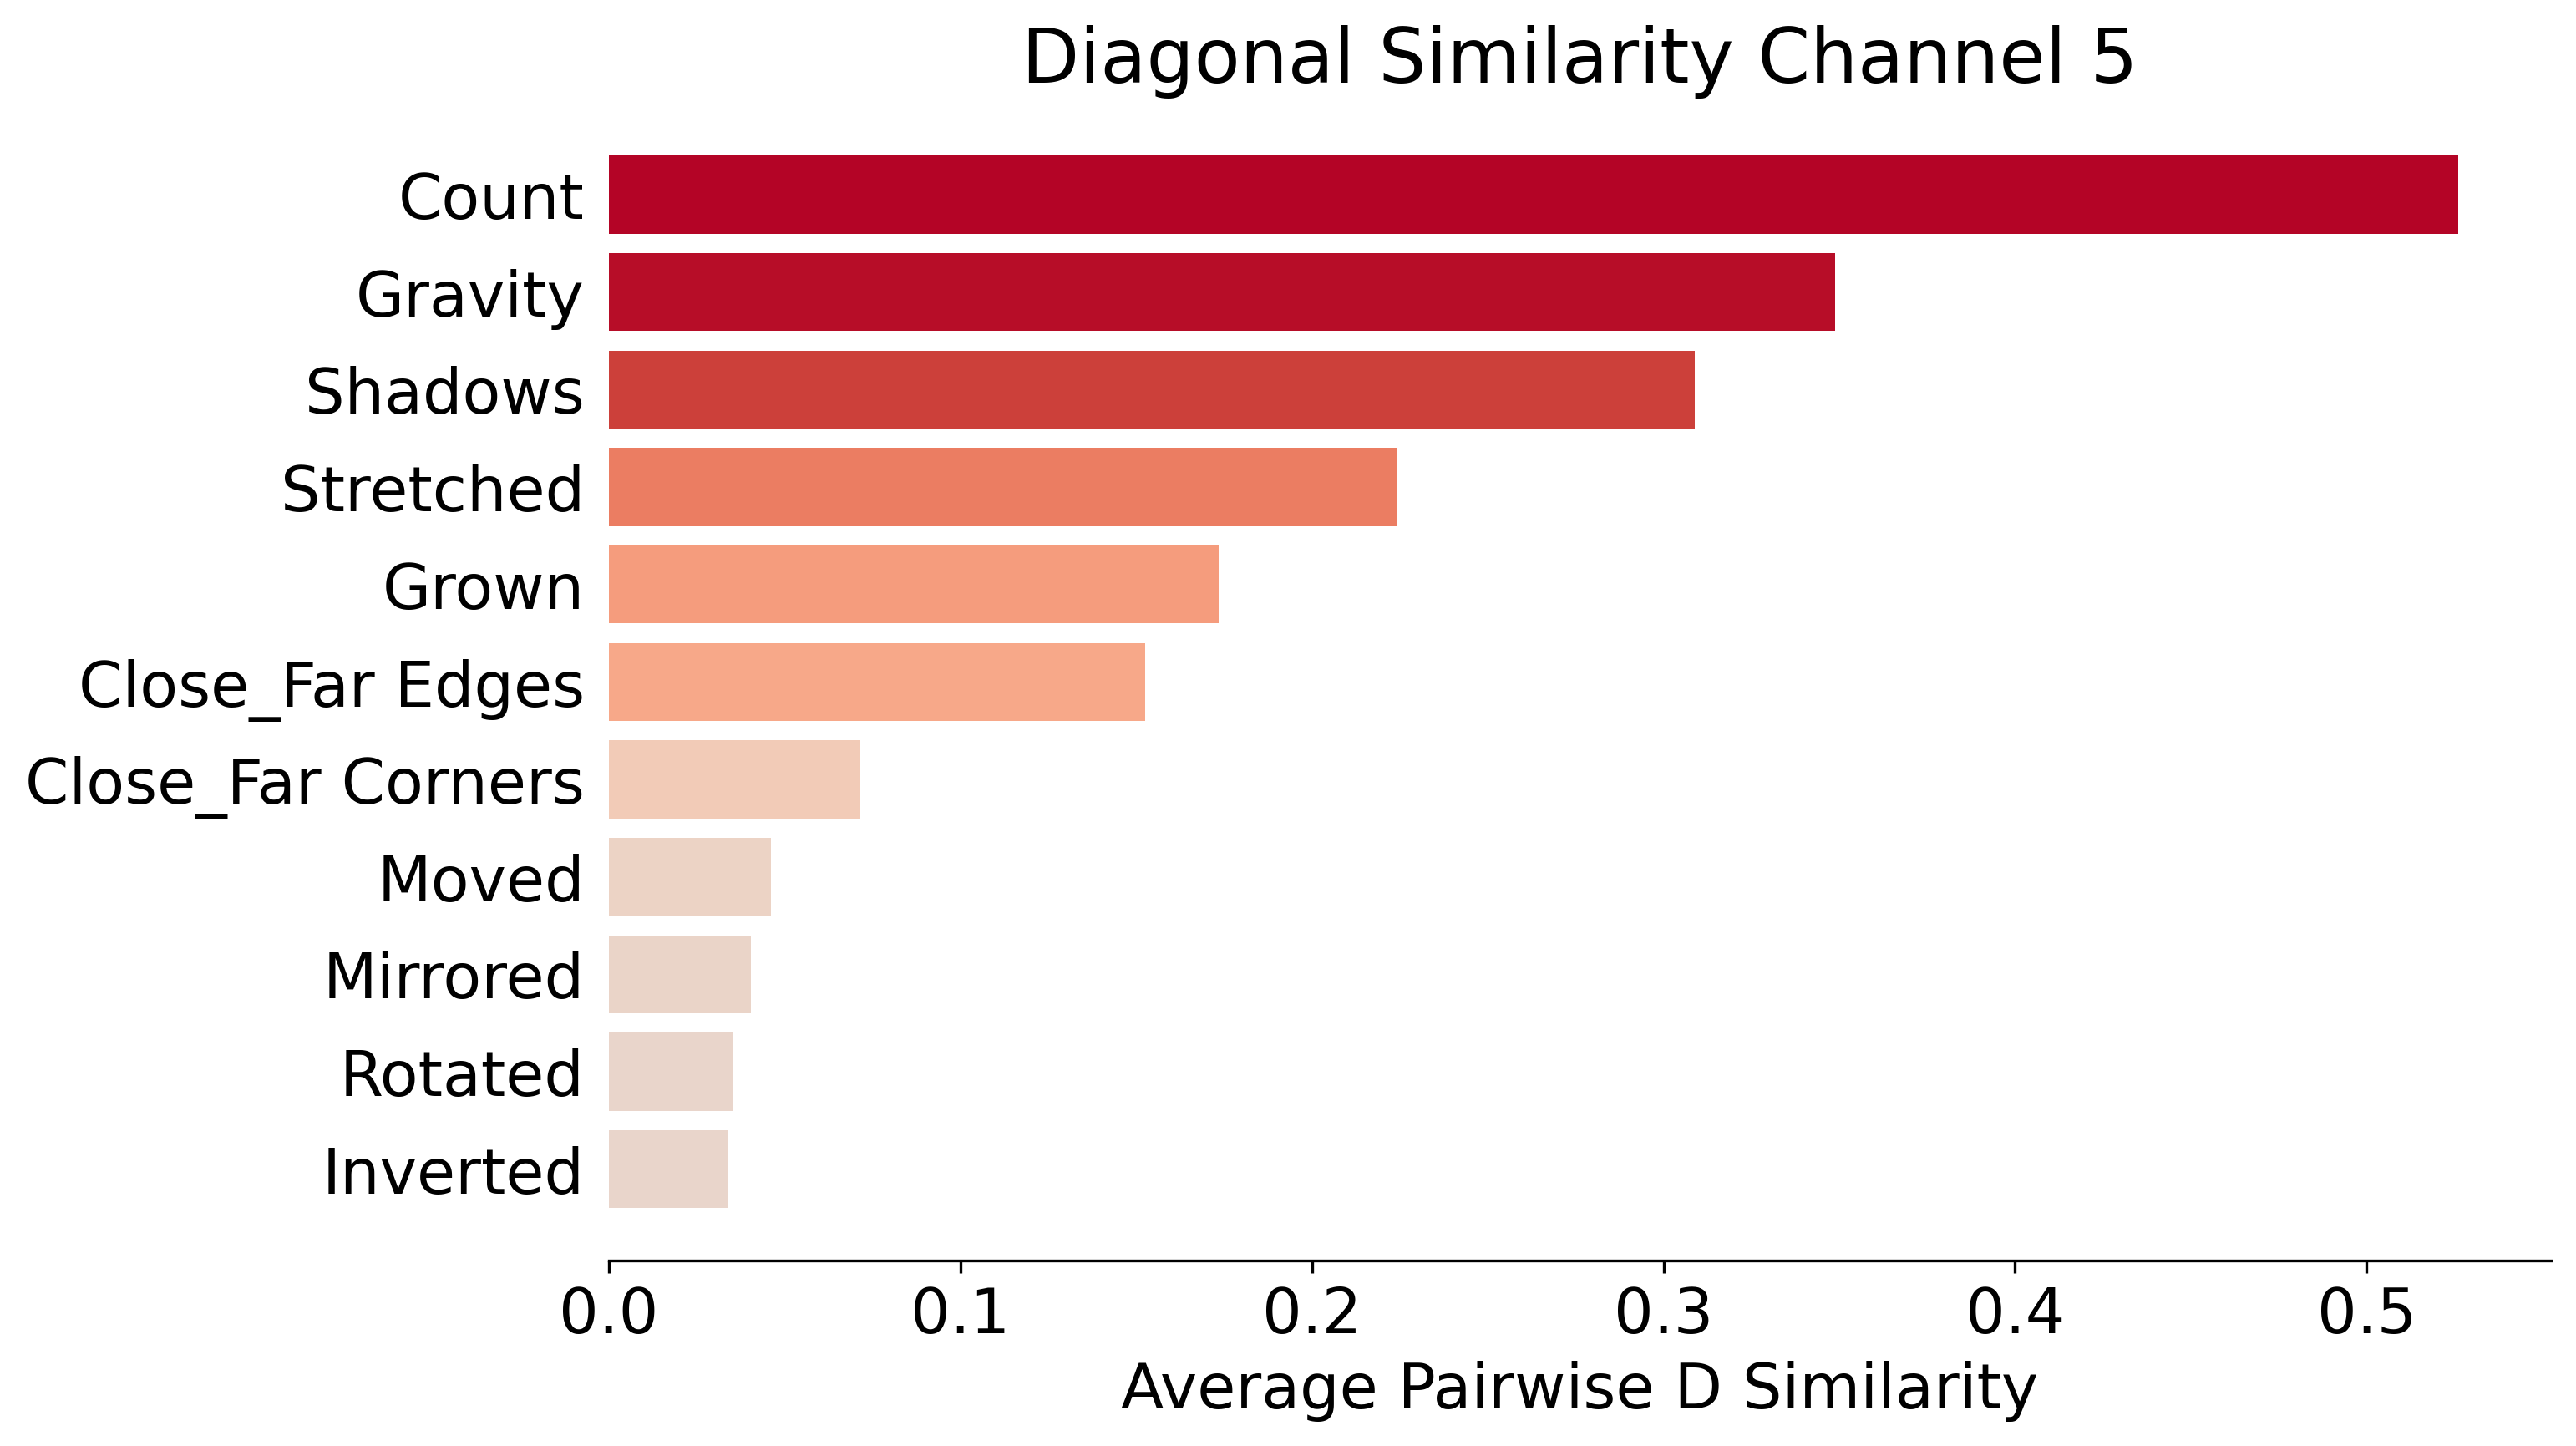 Diagonal Similarity Channel 5
Count
Gravity
Shadows
Stretched
Grown
Close_Far Edges
Close_Far Corners
Moved
Mirrored
Rotated
Inverted
0.0 0.1 0.2 0.3 0.4 0.5
Average Pairwise D Similarity